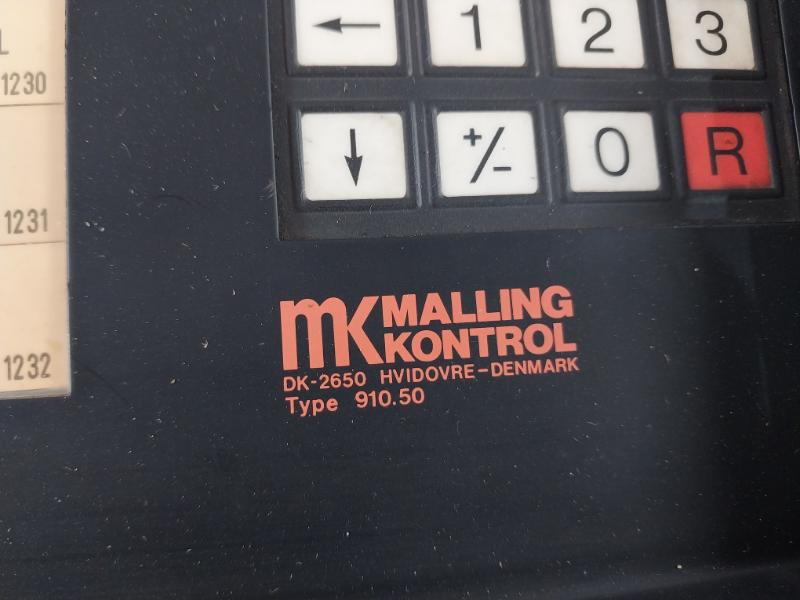 L
1230
1231
1232
← 1 2 3
↓ +/- 0 R
mk MALLING
KONTROL
DK-2650 HVIDOVRE-DENMARK
Type 910.50